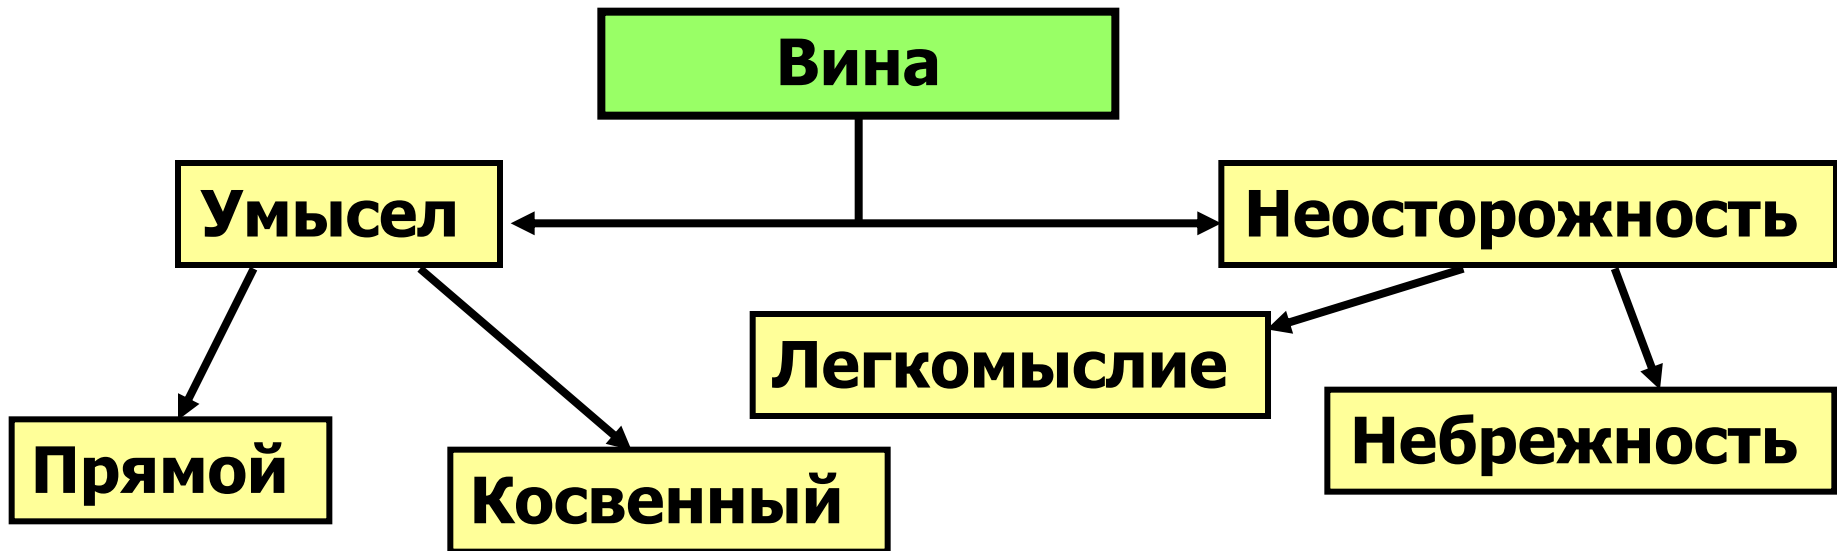 Вина
Умысел
Неосторожность
Легкомыслие
Небрежность
Прямой
Косвенный